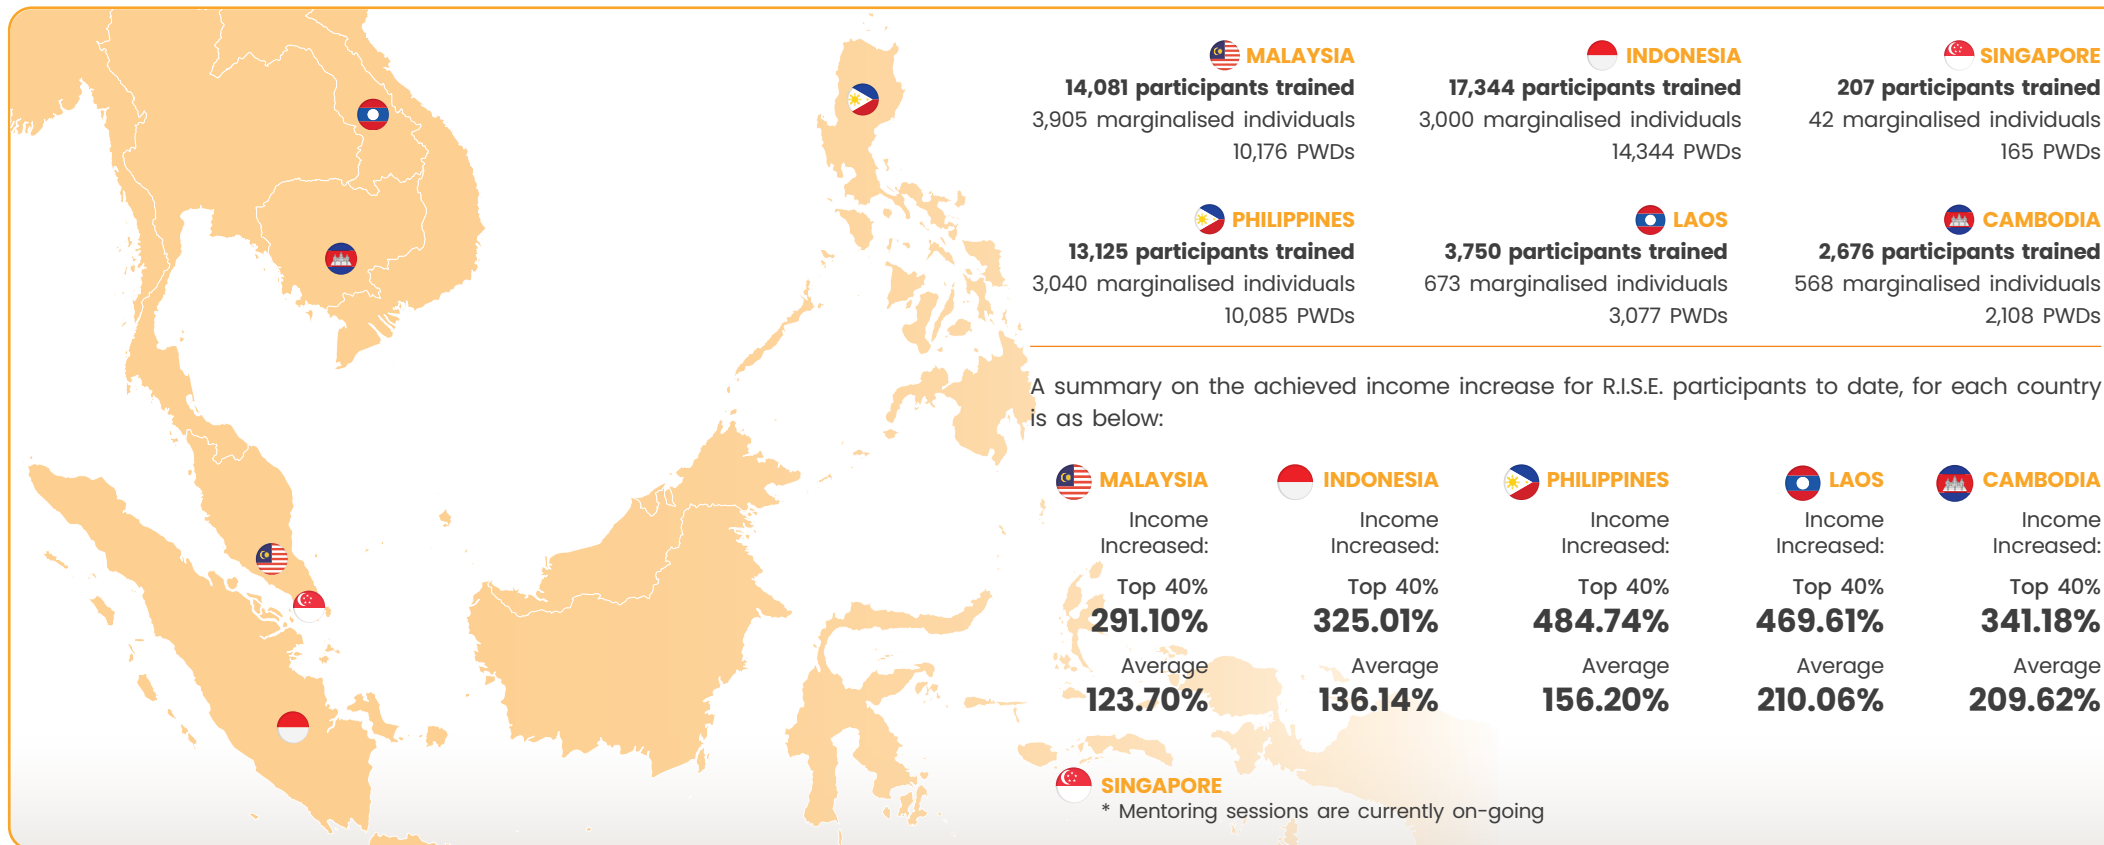 MALAYSIA
14,081 participants trained
3,905 marginalised individuals
10,176 PWDs
INDONESIA
17,344 participants trained
3,000 marginalised individuals
14,344 PWDs
SINGAPORE
207 participants trained
42 marginalised individuals
165 PWDs
PHILIPPINES
13,125 participants trained
3,040 marginalised individuals
10,085 PWDs
LAOS
3,750 participants trained
673 marginalised individuals
3,077 PWDs
CAMBODIA
2,676 participants trained
568 marginalised individuals
2,108 PWDs
A summary on the achieved income increase for R.I.S.E. participants to date, for each country
is as below:
MALAYSIA
Income
Increased:
Top 40%
291.10%
Average
123.70%
INDONESIA
Income
Increased:
Top 40%
325.01%
Average
136.14%
PHILIPPINES
Income
Increased:
Top 40%
484.74%
Average
156.20%
LAOS
Income
Increased:
Top 40%
469.61%
Average
210.06%
CAMBODIA
Income
Increased:
Top 40%
341.18%
Average
209.62%
SINGAPORE
* Mentoring sessions are currently on-going